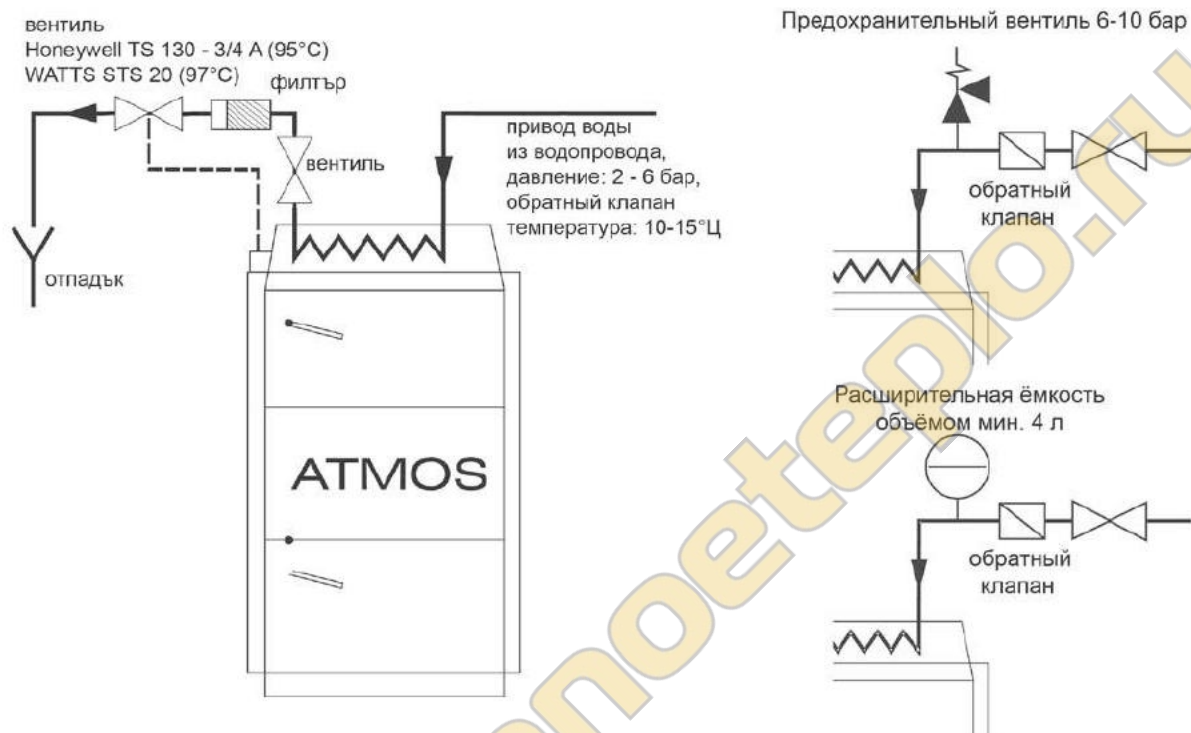 вентиль
Honeywell TS 130 - 3/4 A (95°C)
WATTS STS 20 (97°C)
филтър
вентиль
привод воды
из водопровода,
давление: 2 - 6 бар,
обратный клапан
температура: 10-15°Ц
отпадък
ATMOS
Предохранительный вентиль 6-10 бар
обратный
клапан
Расширительная ёмкость
объёмом мин. 4 л
обратный
клапан
noeteplo.ru